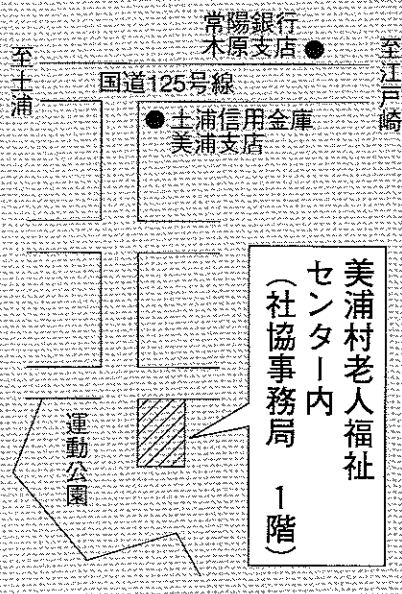 常陽銀行
木原支店
至土浦
至江戸崎
国道125号線
土浦信用金庫
美浦支店
美浦村老人福祉
センター内
（社協事務局　1階）
運動公園